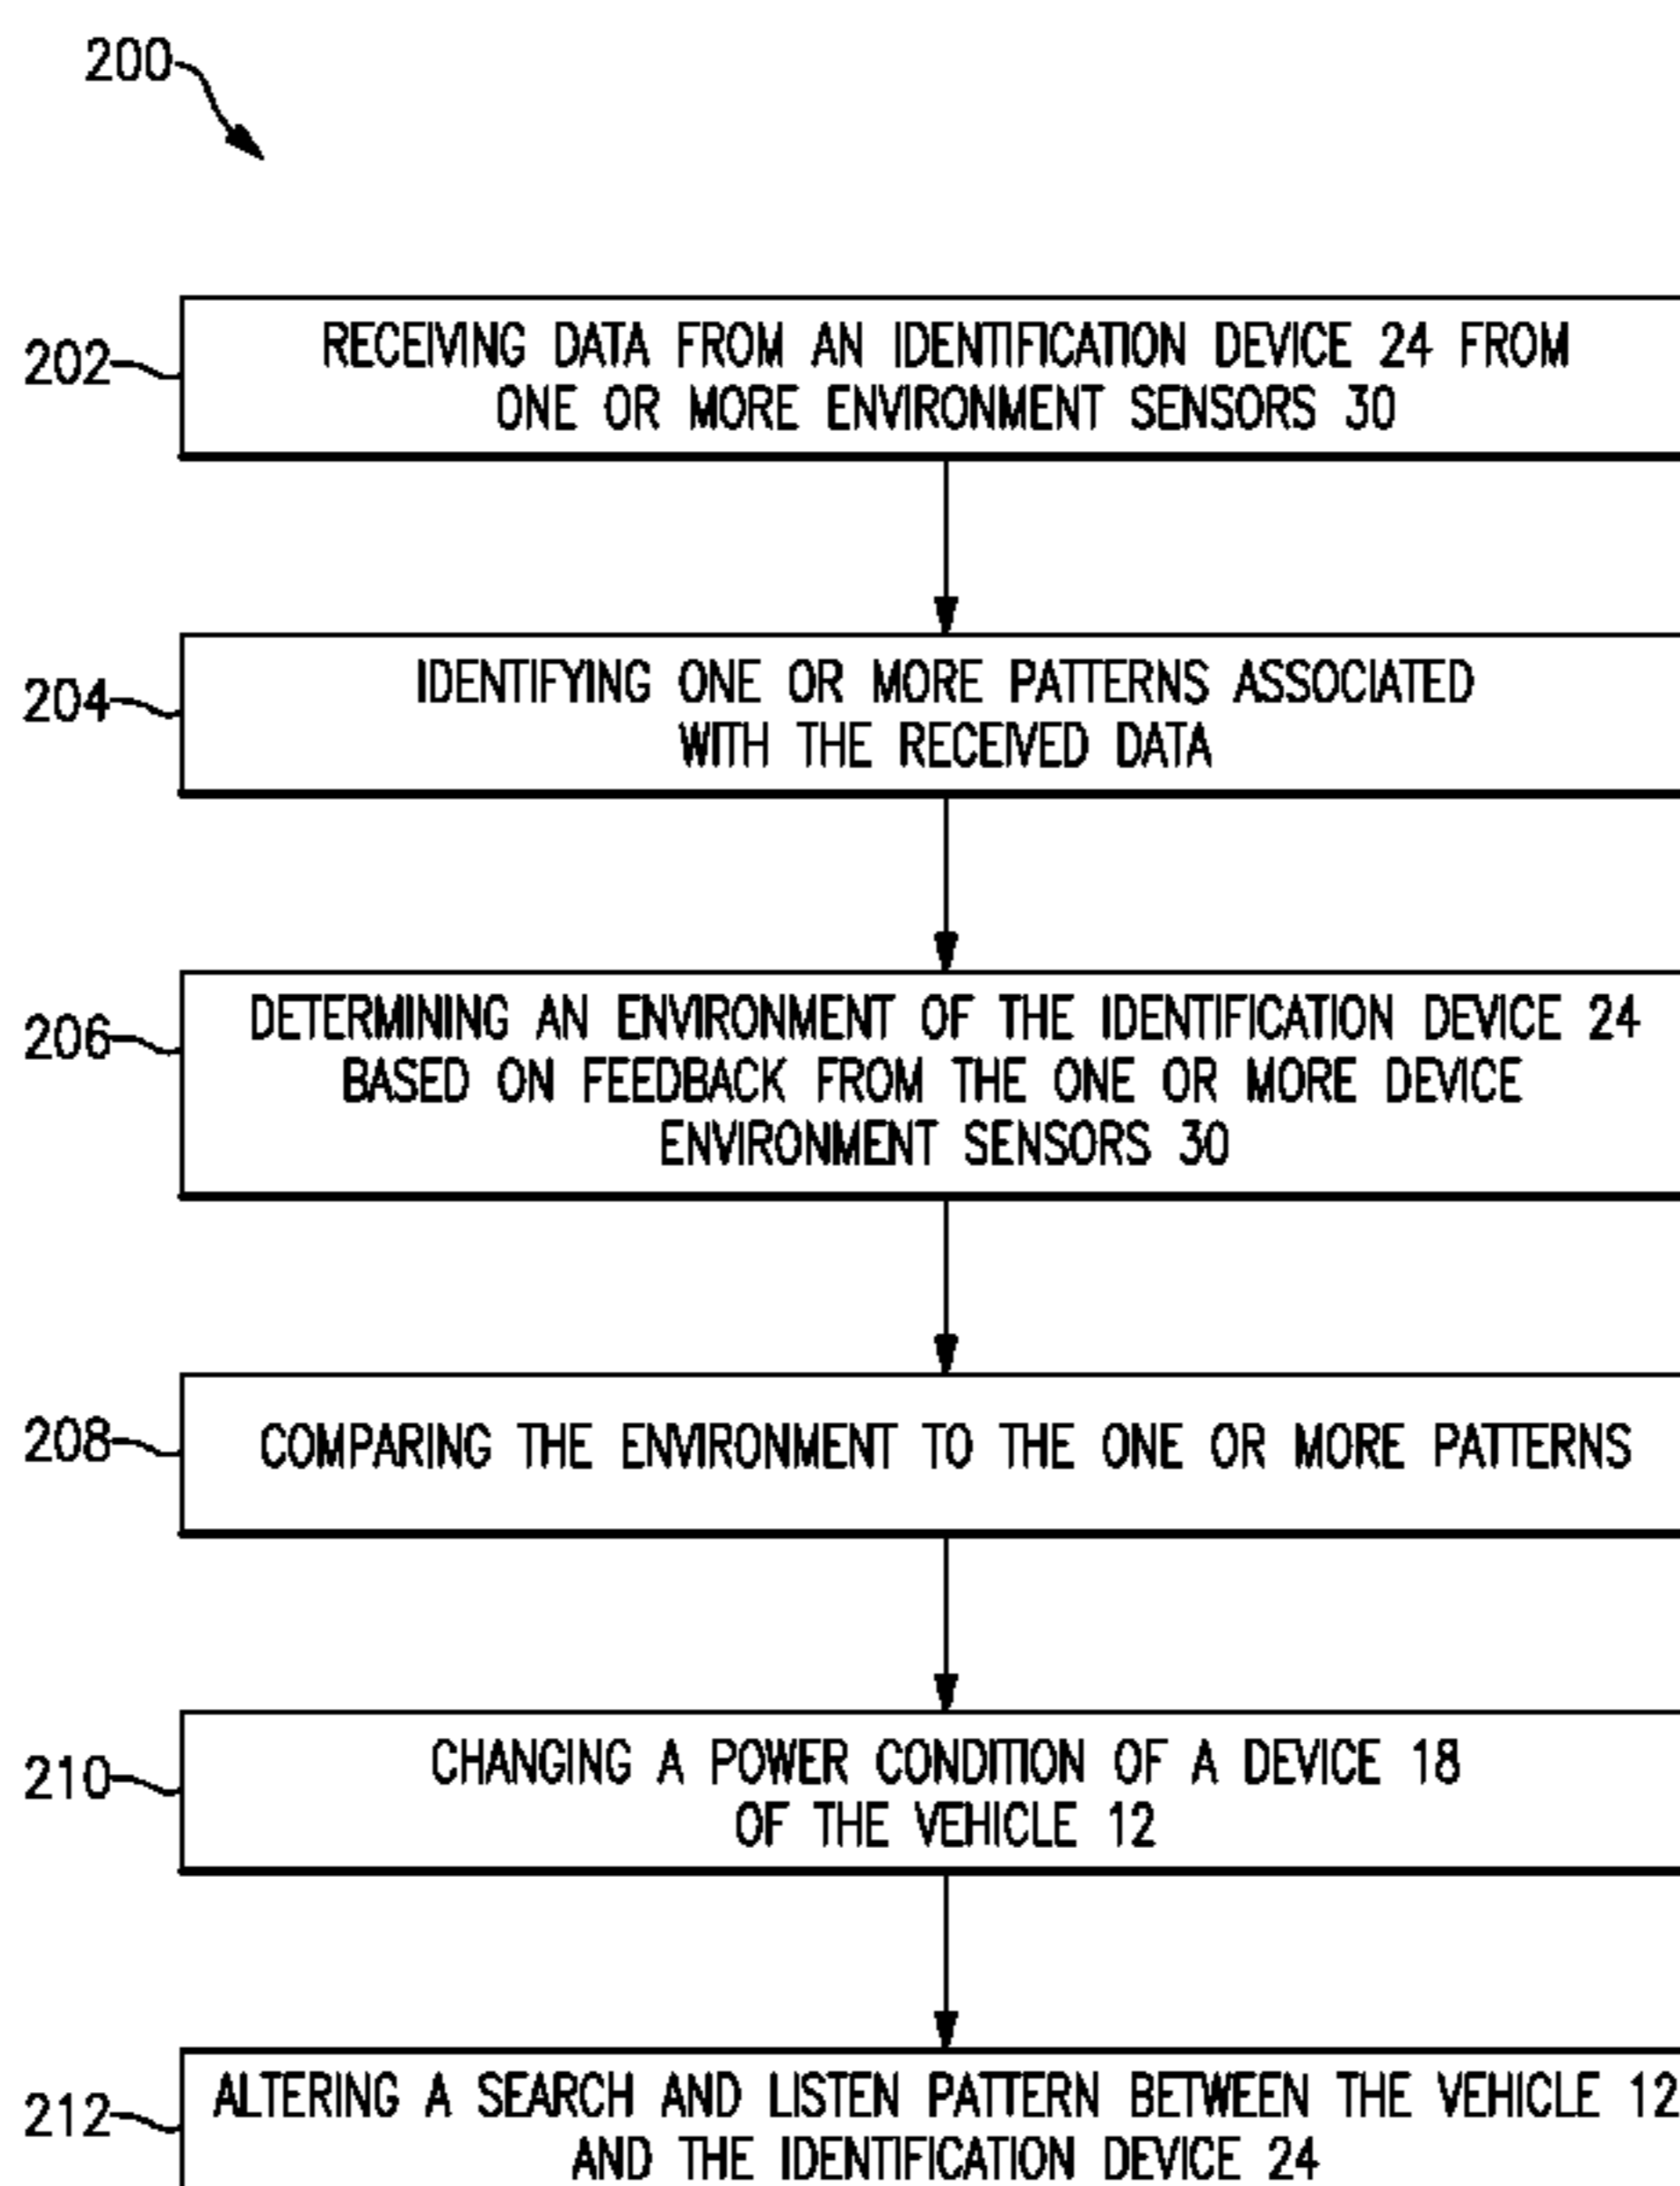 200
202
RECEIVING DATA FROM AN IDENTIFICATION DEVICE 24 FROM
ONE OR MORE ENVIRONMENT SENSORS 30
204
IDENTIFYING ONE OR MORE PATTERNS ASSOCIATED
WITH THE RECEIVED DATA
206
DETERMINING AN ENVIRONMENT OF THE IDENTIFICATION DEVICE 24
BASED ON FEEDBACK FROM THE ONE OR MORE DEVICE
ENVIRONMENT SENSORS 30
208
COMPARING THE ENVIRONMENT TO THE ONE OR MORE PATTERNS
210
CHANGING A POWER CONDITION OF A DEVICE 18
OF THE VEHICLE 12
212
ALTERING A SEARCH AND LISTEN PATTERN BETWEEN THE VEHICLE 12
AND THE IDENTIFICATION DEVICE 24